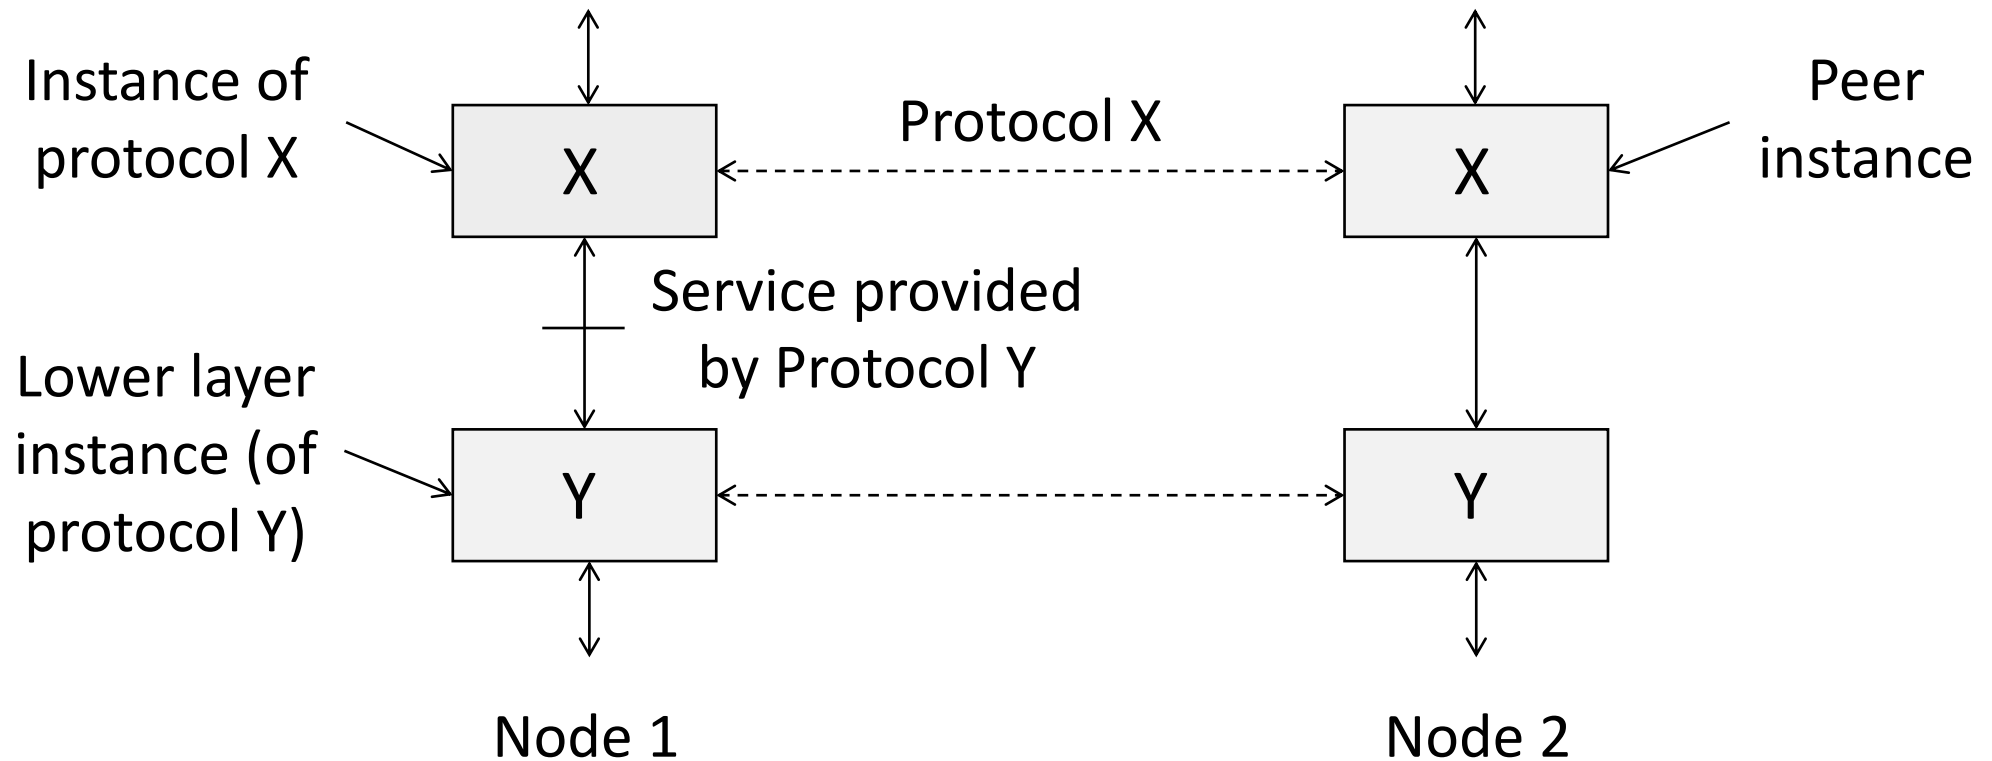 Instance of
protocol X
X
Protocol X
X
Peer
instance
Service provided
by Protocol Y
Lower layer
instance (of
protocol Y)
Y
Y
Node 1
Node 2